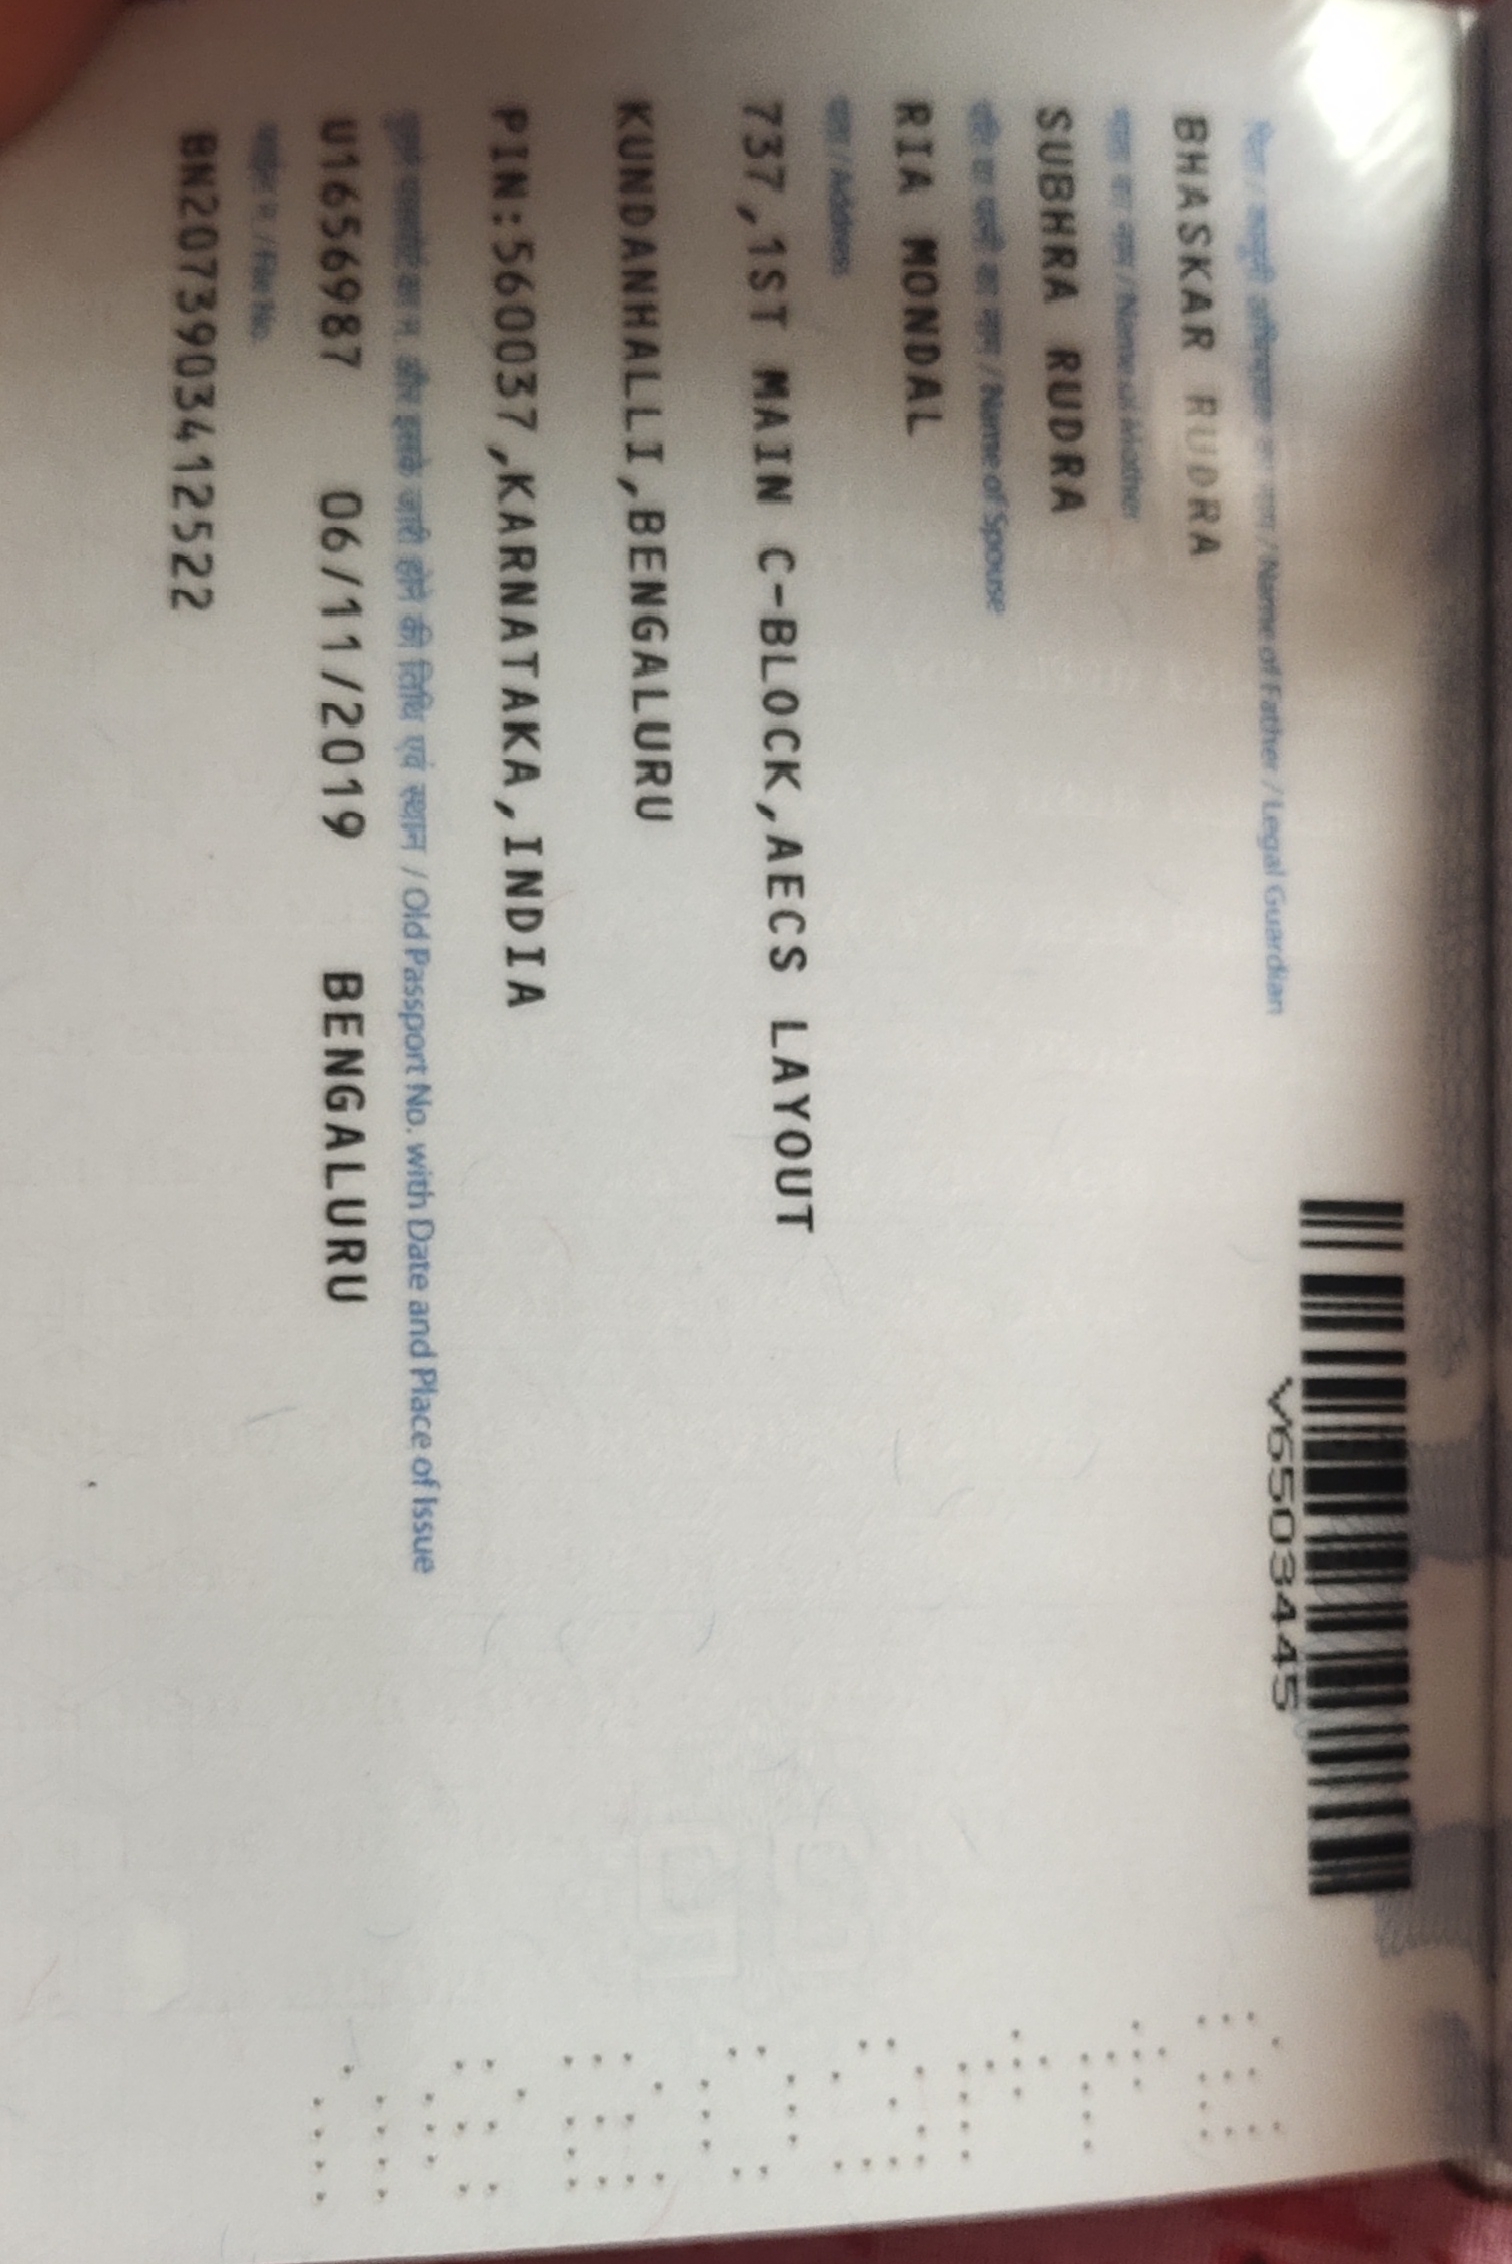 पिता / कानूनी अभिभावक का नाम / Name of Father / Legal Guardian
BHASKAR RUDRA
माता का नाम / Name of Mother
SUBHRA RUDRA
पति या पत्नी का नाम / Name of Spouse
RIA MONDAL
पता / Address
737,1ST MAIN C-BLOCK,AECS LAYOUT
KUNDANHALLI,BENGALURU
PIN:560037,KARNATAKA,INDIA
पुराने पासपोर्ट का नं. और इसके जारी होने की तिथि एवं स्थान / Old Passport No. with Date and Place of Issue
U1656987 06/11/2019 BENGALURU
फाईल नं. / File No.
BN2073903412522
V6503445